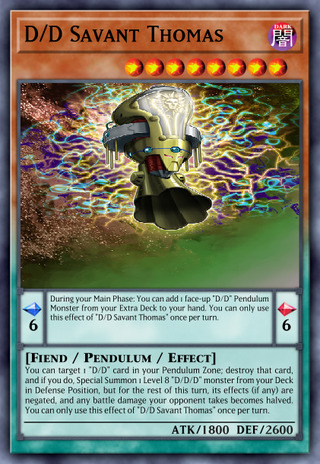 D/D Savant Thomas
DARK
闇
During your Main Phase: You can add 1 face-up "D/D" Pendulum
Monster from your Extra Deck to your hand. You can only use
this effect of "D/D Savant Thomas" once per turn.
6
6
[Fiend / Pendulum / Effect]
You can target 1 "D/D" card in your Pendulum Zone; destroy that card,
and if you do, Special Summon 1 Level 8 "D/D/D" monster from your Deck
in Defense Position, but for the rest of this turn, its effects (if any) are
negated, and any battle damage your opponent takes becomes halved.
You can only use this effect of "D/D Savant Thomas" once per turn.
ATK/1800 DEF/2600